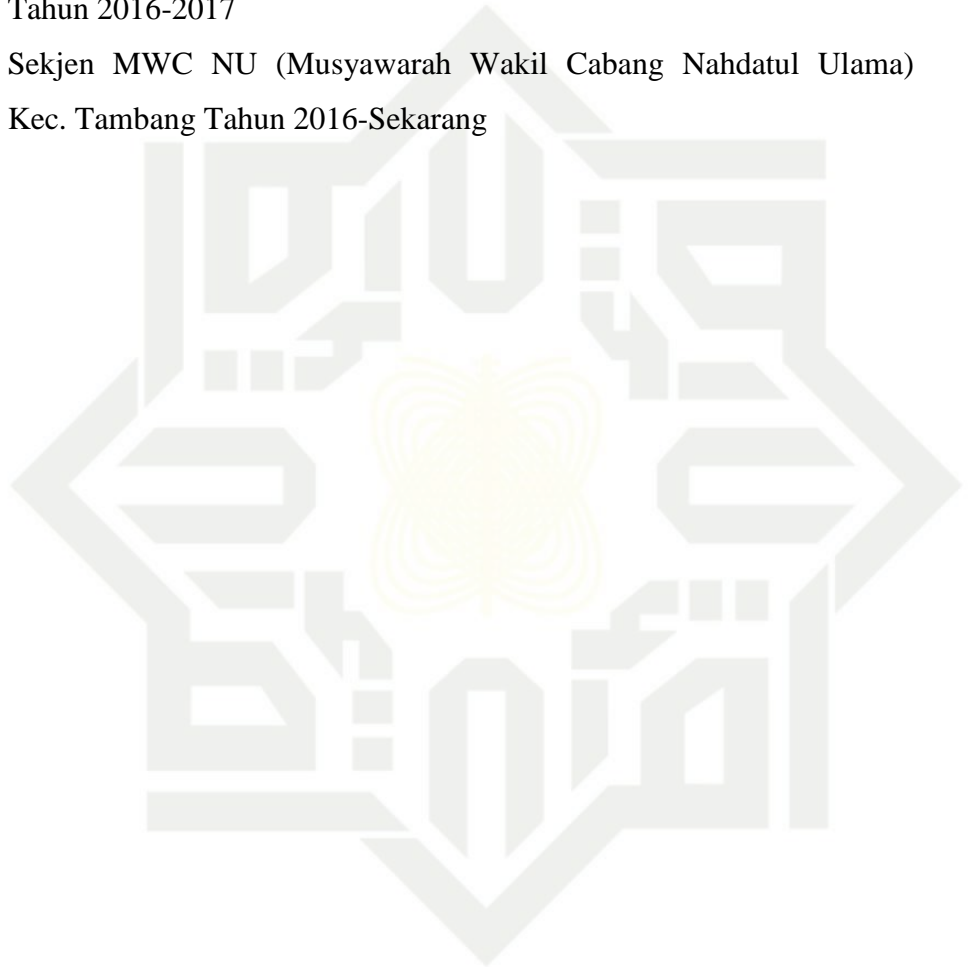 Tahun 2016-2017
Sekjen MWC NU (Musyawarah Wakil Cabang Nahdatul Ulama)
Kec. Tambang Tahun 2016-Sekarang